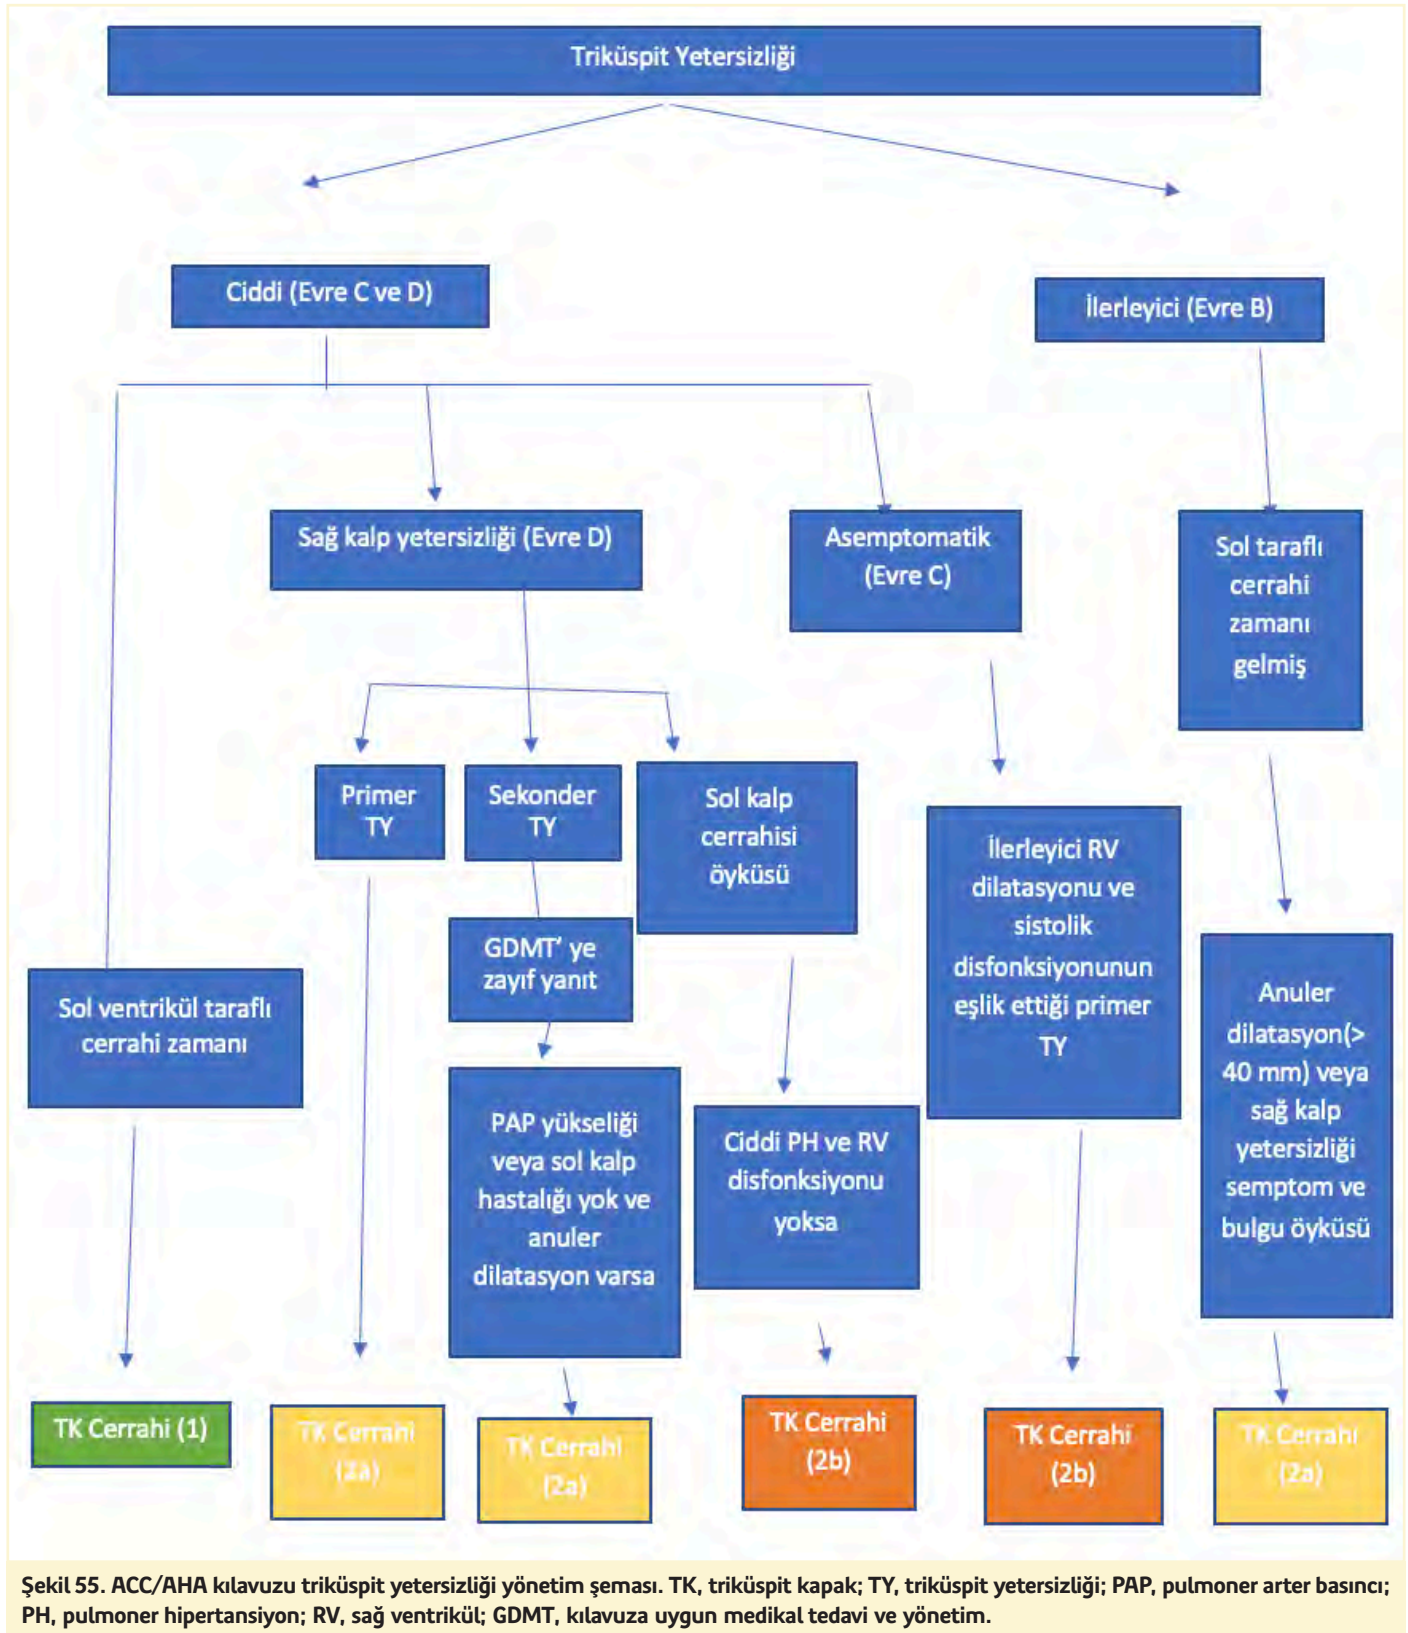 Triküspit Yetersizliği
Ciddi (Evre C ve D)
İlerleyici (Evre B)
Sağ kalp yetersizliği (Evre D)
Asemptomatik
(Evre C)
Sol taraflı
cerrahi
zamanı
gelmiş
Primer
TY
Sekonder
TY
Sol kalp
cerrahisi
öyküsü
İlerleyici RV
dilatasyonu ve
sistolik
disfonksiyonunun
eşlik ettiği primer
TY
GDMT' ye
zayıf yanıt
Sol ventrikül taraflı
cerrahi zamanı
Anuler
dilatasyon(>
40 mm) veya
sağ kalp
yetersizliği
semptom ve
bulgu öyküsü
PAP yükseliği
veya sol kalp
hastalığı yok ve
anuler
dilatasyon varsa
Ciddi PH ve RV
disfonksiyonu
yoksa
TK Cerrahi (1)
TK Cerrahi
(2a)
TK Cerrahi
(2a)
TK Cerrahi
(2b)
TK Cerrahi
(2b)
TK Cerrahi
(2a)
Şekil 55. ACC/AHA kılavuzu triküspit yetersizliği yönetim şeması. TK, triküspit kapak; TY, triküspit yetersizliği; PAP, pulmoner arter basıncı;
PH, pulmoner hipertansiyon; RV, sağ ventrikül; GDMT, kılavuza uygun medikal tedavi ve yönetim.